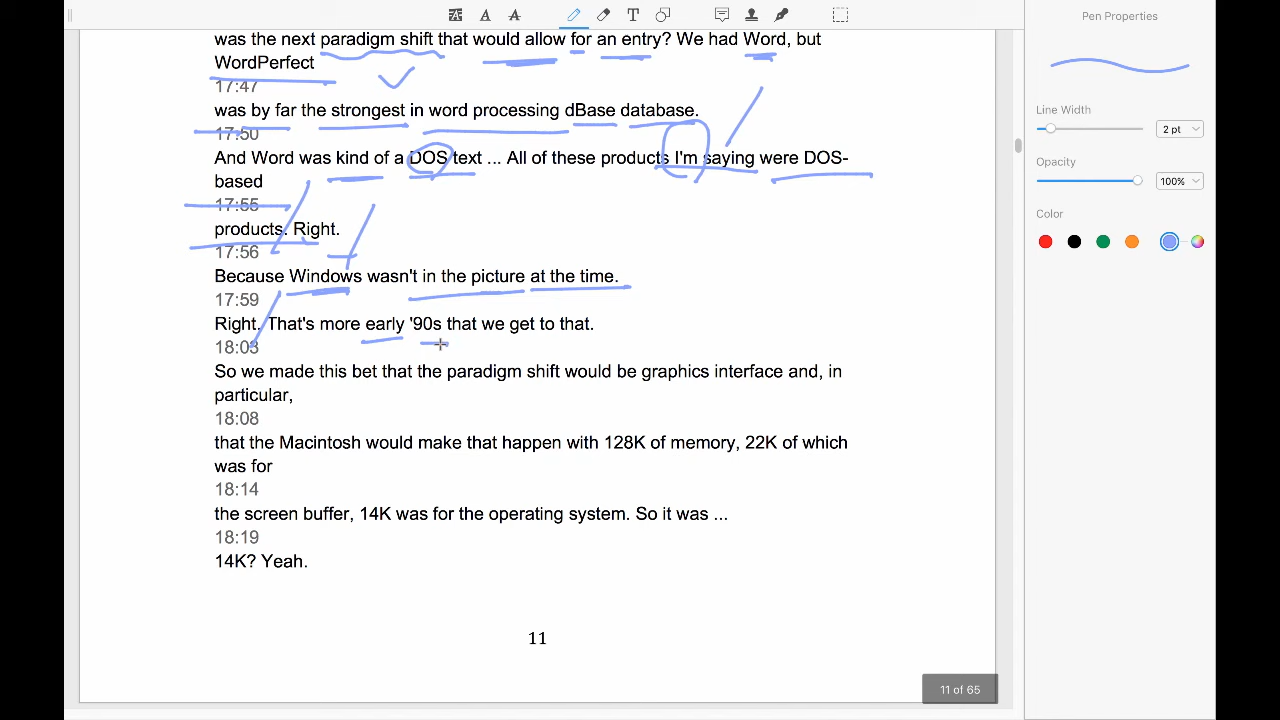 Pen Properties
was the next paradigm shift that would allow for an entry? We had Word, but
WordPerfect
17:47
was by far the strongest in word processing dBase database.
17:50
And Word was kind of a DOS text ... All of these products I'm saying were DOS-
based
17:55
products. Right.
17:56
Because Windows wasn't in the picture at the time.
17:59
Right. That's more early '90s that we get to that.
18:03
So we made this bet that the paradigm shift would be graphics interface and, in
particular,
18:08
that the Macintosh would make that happen with 128K of memory, 22K of which
was for
18:14
the screen buffer, 14K was for the operating system. So it was ...
18:19
14K? Yeah.
11
11 of 65
Line Width
2 pt
Opacity
100%
Color